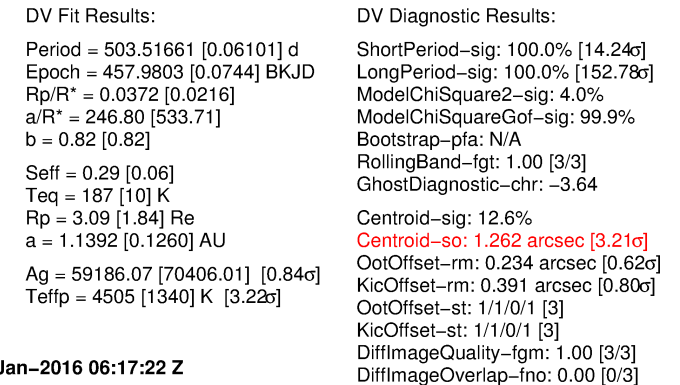 DV Fit Results:
Period = 503.51661 [0.06101] d
Epoch = 457.9803 [0.0744] BKJD
Rp/R* = 0.0372 [0.0216]
a/R* = 246.80 [533.71]
b = 0.82 [0.82]
Seff = 0.29 [0.06]
Teq = 187 [10] K
Rp = 3.09 [1.84] Re
a = 1.1392 [0.1260] AU
Ag = 59186.07 [70406.01] [0.84σ]
Teffp = 4505 [1340] K [3.22σ]
Jan−2016 06:17:22 Z
DV Diagnostic Results:
ShortPeriod−sig: 100.0% [14.24σ]
LongPeriod−sig: 100.0% [152.78σ]
ModelChiSquare2−sig: 4.0%
ModelChiSquareGof−sig: 99.9%
Bootstrap−pfa: N/A
RollingBand−fgt: 1.00 [3/3]
GhostDiagnostic−chr: −3.64
Centroid−sig: 12.6%
Centroid−so: 1.262 arcsec [3.21σ]
OotOffset−rm: 0.234 arcsec [0.62σ]
KicOffset−rm: 0.391 arcsec [0.80σ]
OotOffset−st: 1/1/0/1 [3]
KicOffset−st: 1/1/0/1 [3]
DiffImageQuality−fgm: 1.00 [3/3]
DiffImageOverlap−fno: 0.00 [0/3]